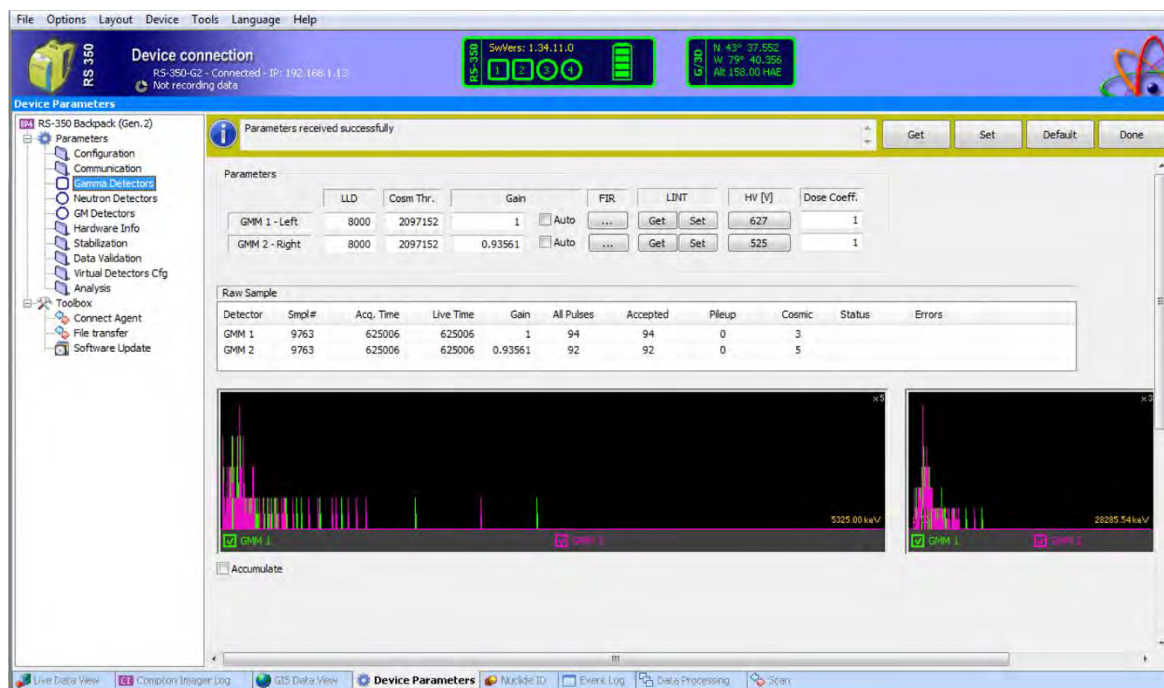 File Options Layout Device Tools Language Help
RS 350
Device connection
RS-350-G2 - Connected - IP: 192.168.1.13
Not recording data
RS-350
SwVers: 1.34.11.0
1 2 3 4
G/3D
N 43° 37.552
W 79° 40.356
Alt 158.00 HAE
Device Parameters
RS-350 Backpack (Gen.2)
Parameters
Configuration
Communication
Gamma Detectors
Neutron Detectors
GM Detectors
Hardware Info
Stabilization
Data Validation
Virtual Detectors Cfg
Analysis
Toolbox
Connect Agent
File transfer
Software Update
Parameters received successfully
Get Set Default Done
Parameters
LLD Cosm Thr. Gain FIR LINT HV [V] Dose Coeff.
GMM 1 - Left 8000 2097152 1 Auto ... Get Set 627 1
GMM 2 - Right 8000 2097152 0.93561 Auto ... Get Set 525 1
Raw Sample
Detector Smpl# Acq. Time Live Time Gain All Pulses Accepted Pileup Cosmic Status Errors
GMM 1 9763 625006 625006 1 94 94 0 3
GMM 2 9763 625006 625006 0.93561 92 92 0 5
x5
5325.00 keV
GMM 1 GMM 2
x3
28285.54 keV
GMM 1 GMM 2
Accumulate
Live Data View Compton Imager Log GIS Data View Device Parameters Nuclide ID Event Log Data Processing Scan